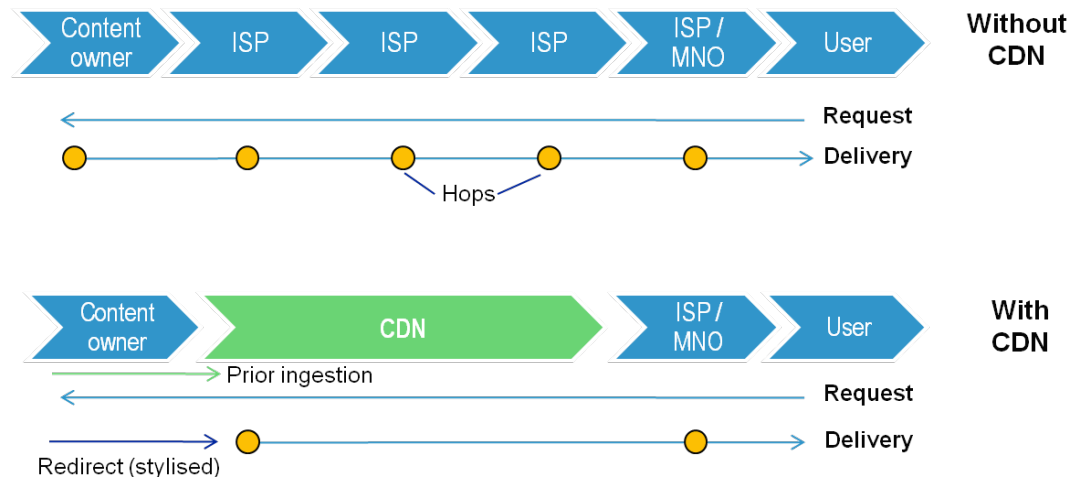 Content
owner
ISP
ISP
ISP
ISP /
MNO
User
Without
CDN
Request
Delivery
Hops
Content
owner
CDN
ISP /
MNO
User
With
CDN
Prior ingestion
Request
Delivery
Redirect (stylised)